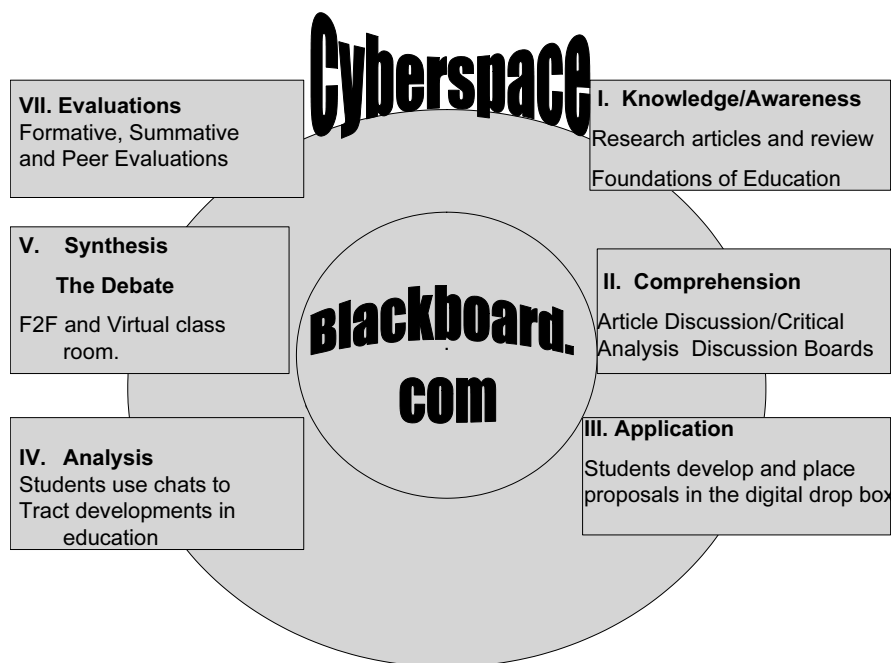 Cyberspace
VII. Evaluations
Formative, Summative
and Peer Evaluations
I. Knowledge/Awareness
Research articles and review
Foundations of Education
V. Synthesis
The Debate
F2F and Virtual class
room.
Blackboard.
com
II. Comprehension
Article Discussion/Critical
Analysis Discussion Boards
IV. Analysis
Students use chats to
Tract developments in
education
III. Application
Students develop and place
proposals in the digital drop box